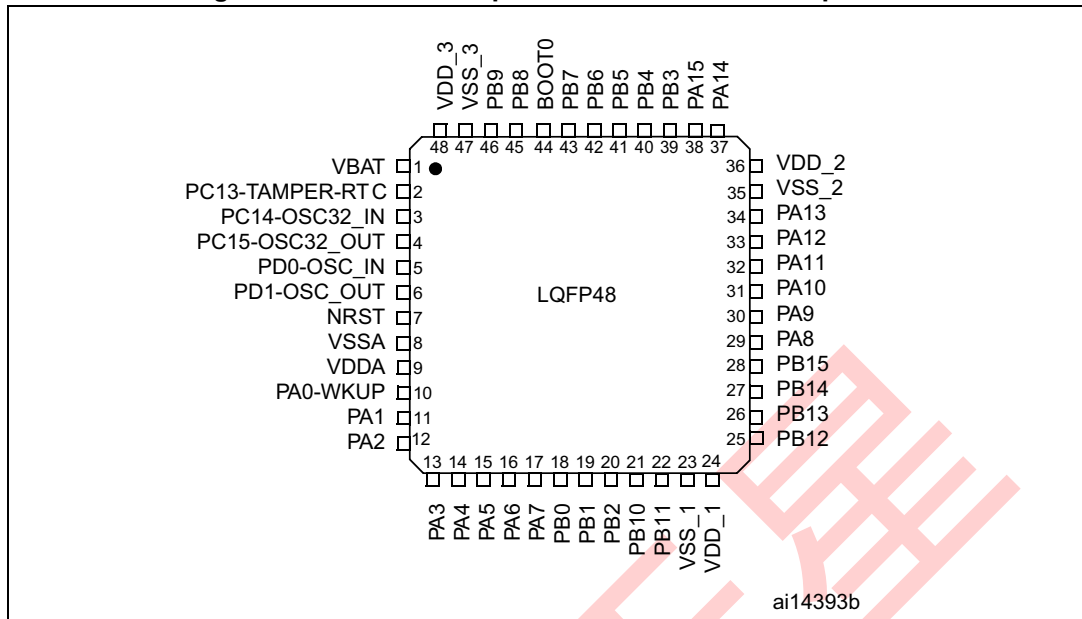 VDD_3
VSS_3
PB9
PB8
BOOT0
PB7
PB6
PB5
PB4
PB3
PA15
PA14
48 47 46 45 44 43 42 41 40 39 38 37
VBAT 1
PC13-TAMPER-RTC 2
PC14-OSC32_IN 3
PC15-OSC32_OUT 4
PD0-OSC_IN 5
PD1-OSC_OUT 6
NRST 7
VSSA 8
VDDA 9
PA0-WKUP 10
PA1 11
PA2 12
LQFP48
36 VDD_2
35 VSS_2
34 PA13
33 PA12
32 PA11
31 PA10
30 PA9
29 PA8
28 PB15
27 PB14
26 PB13
25 PB12
13 14 15 16 17 18 19 20 21 22 23 24
PA3
PA4
PA5
PA6
PA7
PB0
PB1
PB2
PB10
PB11
VSS_1
VDD_1
ai14393b